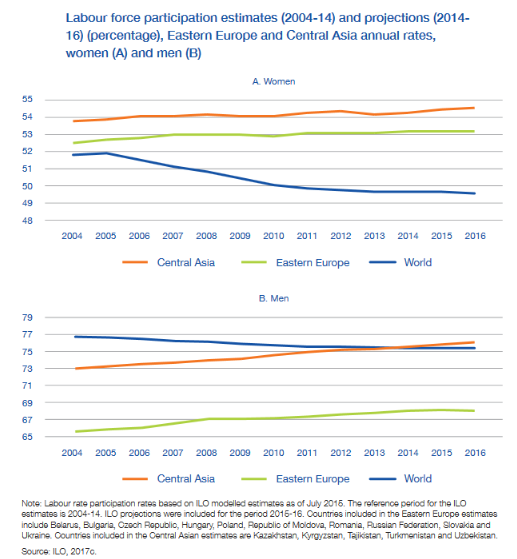 Labour force participation estimates (2004-14) and projections (2014-
16) (percentage), Eastern Europe and Central Asia annual rates,
women (A) and men (B)
A. Women
55
54
53
52
51
50
49
48
2004 2005 2006 2007 2008 2009 2010 2011 2012 2013 2014 2015 2016
Central Asia Eastern Europe World
B. Men
79
77
75
73
71
69
67
65
2004 2005 2006 2007 2008 2009 2010 2011 2012 2013 2014 2015 2016
Central Asia Eastern Europe World
Note: Labour rate participation rates based on ILO modelled estimates as of July 2015. The reference period for the ILO
estimates is 2004-14. ILO projections were included for the period 2015-16. Countries included in the Eastern Europe estimates
include Belarus, Bulgaria, Czech Republic, Hungary, Poland, Republic of Moldova, Romania, Russian Federation, Slovakia and
Ukraine. Countries included in the Central Asian estimates are Kazakhstan, Kyrgyzstan, Tajikistan, Turkmenistan and Uzbekistan.
Source: ILO, 2017c.